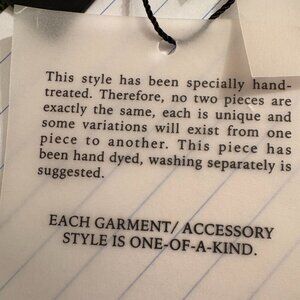 This style has been specially hand-
treated. Therefore, no two pieces are
exactly the same, each is unique and
some variations will exist from one
piece to another. This piece has
been hand dyed, washing separately is
suggested.
EACH GARMENT/ ACCESSORY
STYLE IS ONE-OF-A-KIND.